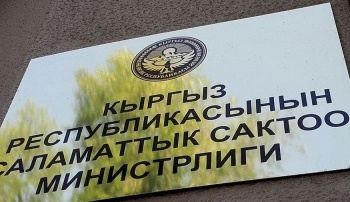 КЫРГЫЗ
РЕСПУБЛИКАСЫНЫН
САЛАМАТТЫК САКТОО
МИНИСТРЛИГИ